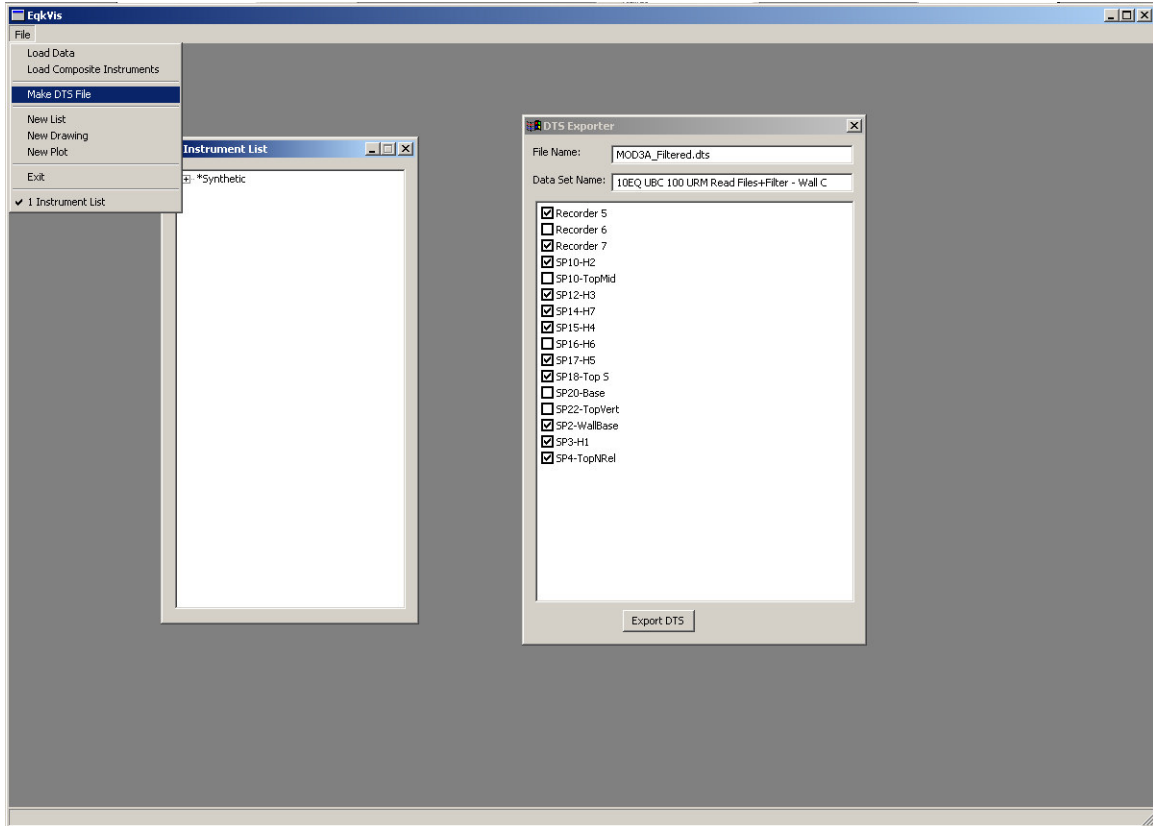 EqkVis
File
Load Data
Load Composite Instruments
Make DTS File
New List
New Drawing
New Plot
Exit
1 Instrument List
Instrument List
*Synthetic
DTS Exporter
File Name: MOD3A_Filtered.dts
Data Set Name: 10EQ UBC 100 URM Read Files+Filter - Wall C
Recorder 5
Recorder 6
Recorder 7
SP10-H2
SP10-TopMid
SP12-H3
SP14-H7
SP15-H4
SP16-H6
SP17-H5
SP18-Top S
SP20-Base
SP22-TopVert
SP2-WallBase
SP3-H1
SP4-TopNRel
Export DTS